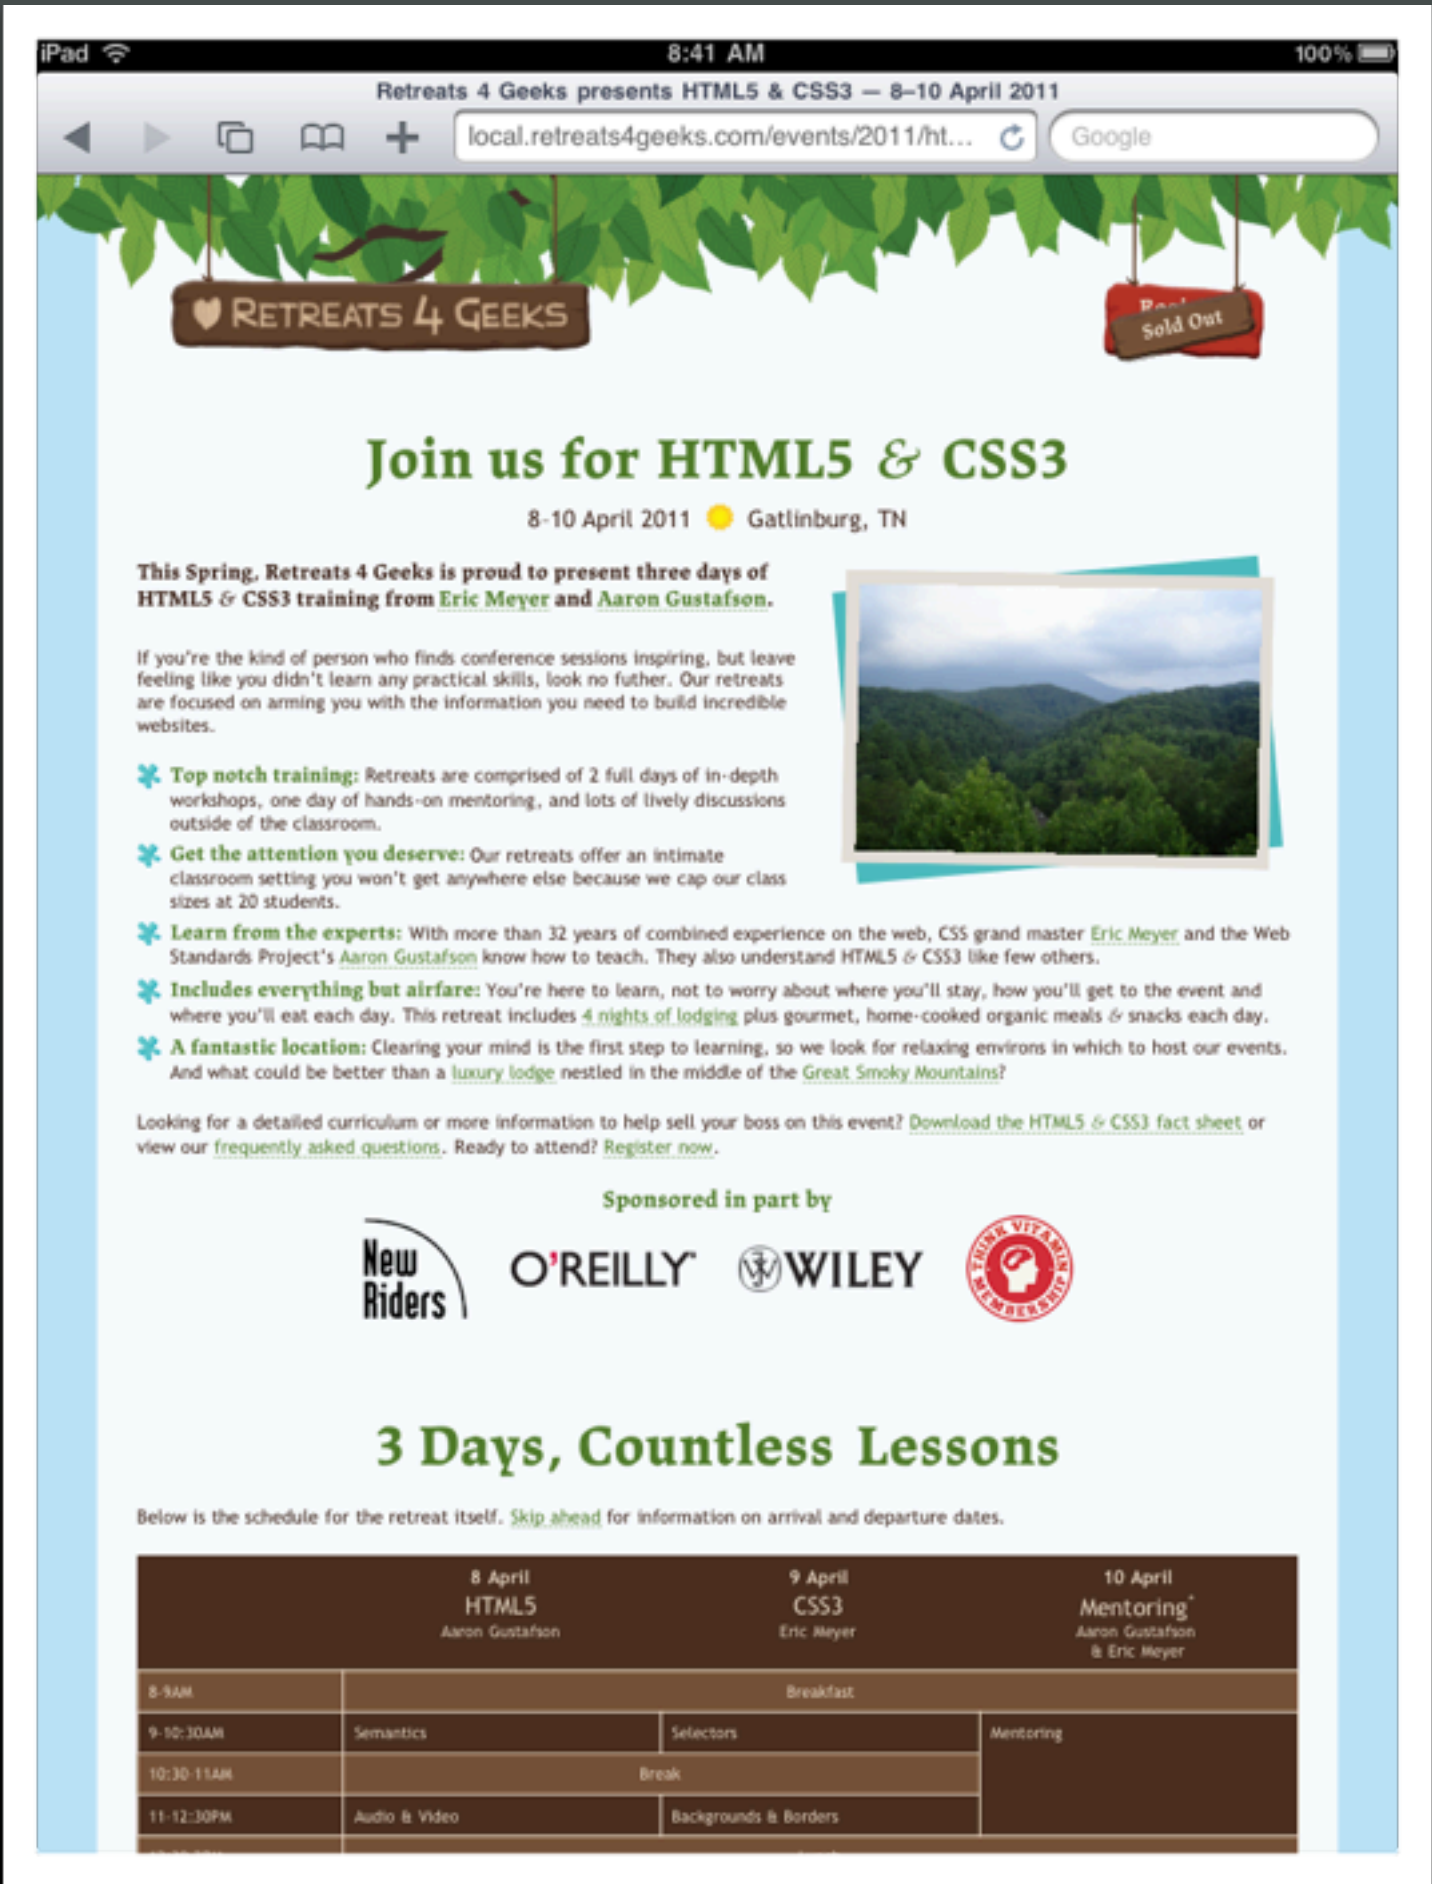 iPad
8:41 AM
100%
Retreats 4 Geeks presents HTML5 & CSS3 — 8–10 April 2011
local.retreats4geeks.com/events/2011/ht...
Google
RETREATS 4 GEEKS
Sold Out
Join us for HTML5 & CSS3
8-10 April 2011 Gatlinburg, TN
This Spring, Retreats 4 Geeks is proud to present three days of
HTML5 & CSS3 training from Eric Meyer and Aaron Gustafson.
If you're the kind of person who finds conference sessions inspiring, but leave
feeling like you didn't learn any practical skills, look no futher. Our retreats
are focused on arming you with the information you need to build incredible
websites.
Top notch training: Retreats are comprised of 2 full days of in-depth
workshops, one day of hands-on mentoring, and lots of lively discussions
outside of the classroom.
Get the attention you deserve: Our retreats offer an intimate
classroom setting you won't get anywhere else because we cap our class
sizes at 20 students.
Learn from the experts: With more than 32 years of combined experience on the web, CSS grand master Eric Meyer and the Web
Standards Project's Aaron Gustafson know how to teach. They also understand HTML5 & CSS3 like few others.
Includes everything but airfare: You're here to learn, not to worry about where you'll stay, how you'll get to the event and
where you'll eat each day. This retreat includes 4 nights of lodging plus gourmet, home-cooked organic meals & snacks each day.
A fantastic location: Clearing your mind is the first step to learning, so we look for relaxing environs in which to host our events.
And what could be better than a luxury lodge nestled in the middle of the Great Smoky Mountains?
Looking for a detailed curriculum or more information to help sell your boss on this event? Download the HTML5 & CSS3 fact sheet or
view our frequently asked questions. Ready to attend? Register now.
Sponsored in part by
New
Riders
O'REILLY
WILEY
THINK VITAMIN
MEMBERSHIP
3 Days, Countless Lessons
Below is the schedule for the retreat itself. Skip ahead for information on arrival and departure dates.
8 April 9 April 10 April
HTML5 CSS3 Mentoring*
Aaron Gustafson Eric Meyer Aaron Gustafson
& Eric Meyer
8-9AM Breakfast
9-10:30AM Semantics Selectors Mentoring
10:30-11AM Break
11-12:30PM Audio & Video Backgrounds & Borders